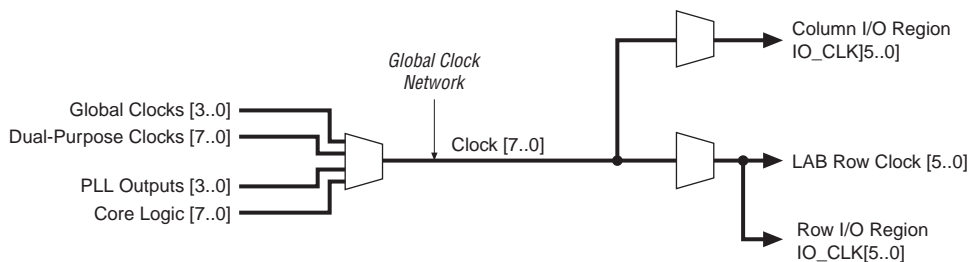 Column I/O Region
IO_CLK]5..0]
Global Clock
Network
Global Clocks [3..0]
Dual-Purpose Clocks [7..0]
Clock [7..0]
LAB Row Clock [5..0]
PLL Outputs [3..0]
Core Logic [7..0]
Row I/O Region
IO_CLK[5..0]